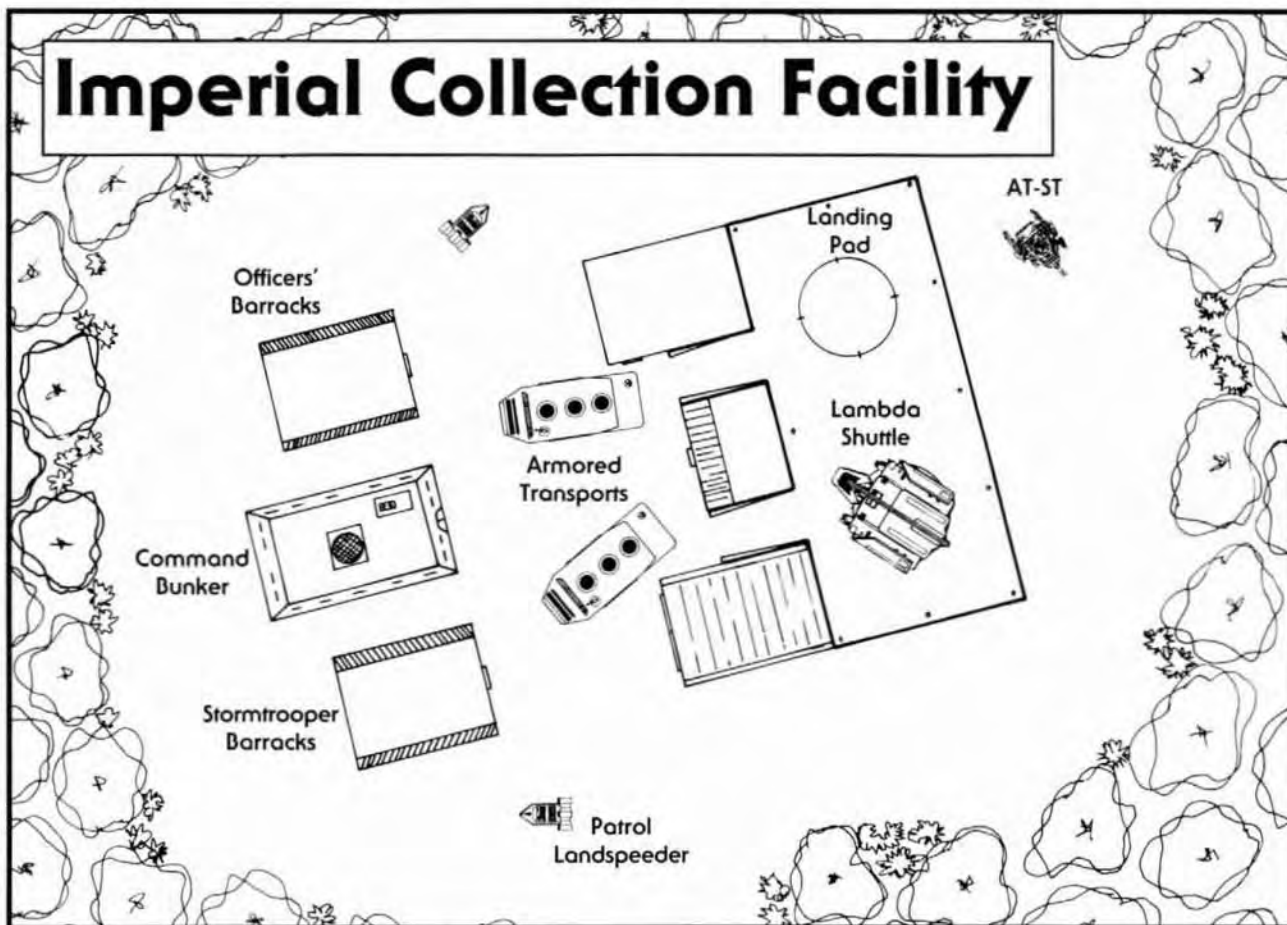 Imperial Collection Facility
AT-ST
Landing
Pad
Officers'
Barracks
Lambda
Shuttle
Armored
Transports
Command
Bunker
Stormtrooper
Barracks
Patrol
Landspeeder